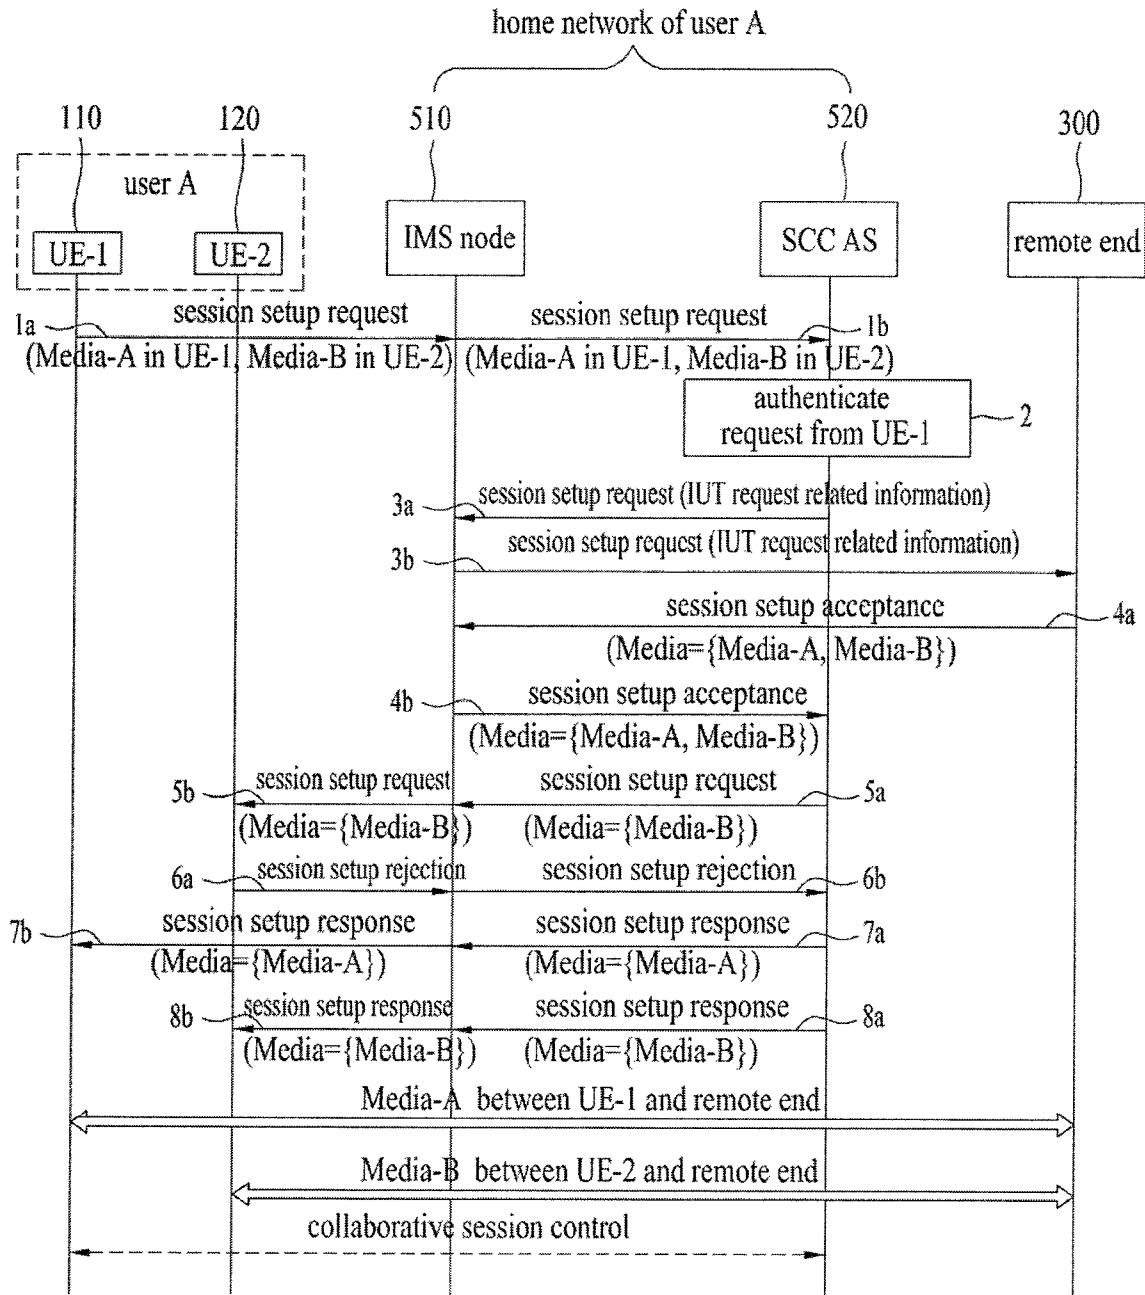 home network of user A
110
120
510
520
300
user A
UE-1
UE-2
IMS node
SCC AS
remote end
1a
session setup request
session setup request
1b
(Media-A in UE-1, Media-B in UE-2)
(Media-A in UE-1, Media-B in UE-2)
authenticate
request from UE-1
2
3a
session setup request (IUT request related information)
3b
session setup request (IUT request related information)
session setup acceptance
4a
(Media={Media-A, Media-B})
4b
session setup acceptance
(Media={Media-A, Media-B})
5b
session setup request
session setup request
5a
(Media={Media-B})
(Media={Media-B})
6a
session setup rejection
session setup rejection
6b
7b
session setup response
session setup response
7a
(Media={Media-A})
(Media={Media-A})
8b
session setup response
session setup response
8a
(Media={Media-B})
(Media={Media-B})
Media-A between UE-1 and remote end
Media-B between UE-2 and remote end
collaborative session control